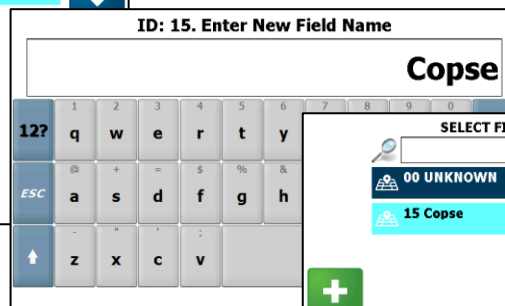 ID: 15. Enter New Field Name
Copse
1 2 3 4 5 6 7 8 9 0
12? q w e r t y
@ + = $ % &
ESC a s d f g h
- " ' :
z x c v
SELECT FI
00 UNKNOWN
15 Copse